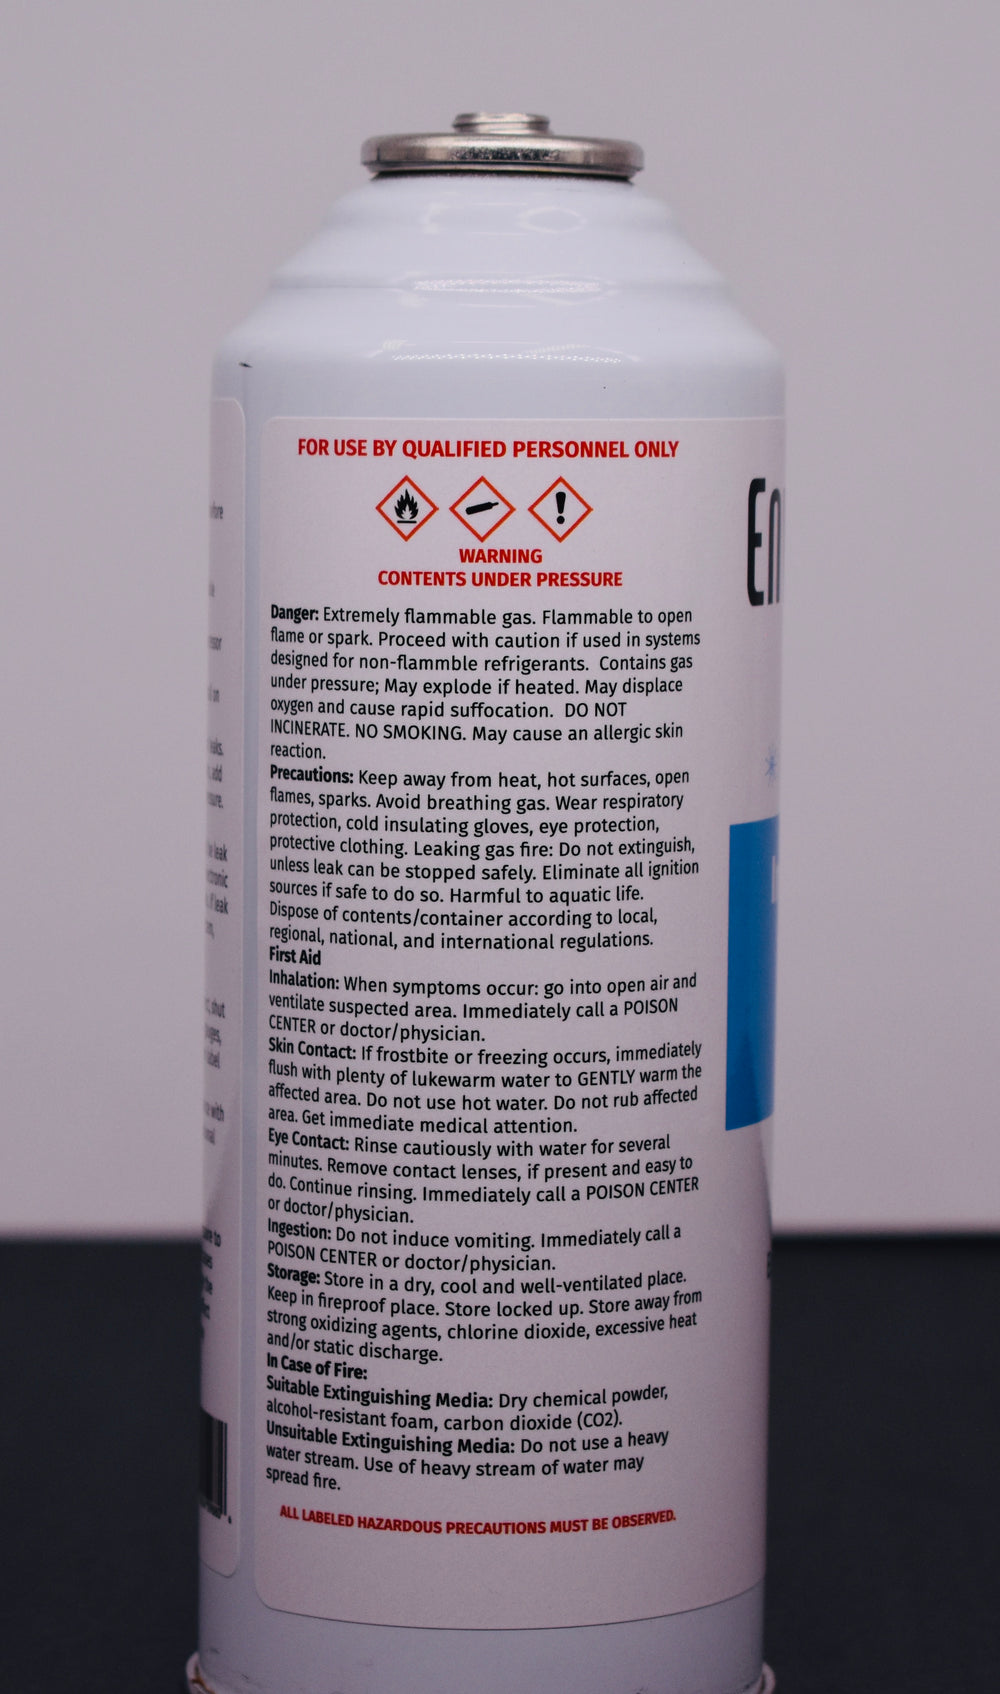 FOR USE BY QUALIFIED PERSONNEL ONLY
WARNING
CONTENTS UNDER PRESSURE
Danger: Extremely flammable gas. Flammable to open
flame or spark. Proceed with caution if used in systems
designed for non-flammble refrigerants. Contains gas
under pressure; May explode if heated. May displace
oxygen and cause rapid suffocation. DO NOT
INCINERATE. NO SMOKING. May cause an allergic skin
reaction.
Precautions: Keep away from heat, hot surfaces, open
flames, sparks. Avoid breathing gas. Wear respiratory
protection, cold insulating gloves, eye protection,
protective clothing. Leaking gas fire: Do not extinguish,
unless leak can be stopped safely. Eliminate all ignition
sources if safe to do so. Harmful to aquatic life.
Dispose of contents/container according to local,
regional, national, and international regulations.
First Aid
Inhalation: When symptoms occur: go into open air and
ventilate suspected area. Immediately call a POISON
CENTER or doctor/physician.
Skin Contact: If frostbite or freezing occurs, immediately
flush with plenty of lukewarm water to GENTLY warm the
affected area. Do not use hot water. Do not rub affected
area. Get immediate medical attention.
Eye Contact: Rinse cautiously with water for several
minutes. Remove contact lenses, if present and easy to
do. Continue rinsing. Immediately call a POISON CENTER
or doctor/physician.
Ingestion: Do not induce vomiting. Immediately call a
POISON CENTER or doctor/physician.
Storage: Store in a dry, cool and well-ventilated place.
Keep in fireproof place. Store locked up. Store away from
strong oxidizing agents, chlorine dioxide, excessive heat
and/or static discharge.
In Case of Fire:
Suitable Extinguishing Media: Dry chemical powder,
alcohol-resistant foam, carbon dioxide (CO2).
Unsuitable Extinguishing Media: Do not use a heavy
water stream. Use of heavy stream of water may
spread fire.
ALL LABELED HAZARDOUS PRECAUTIONS MUST BE OBSERVED.
En